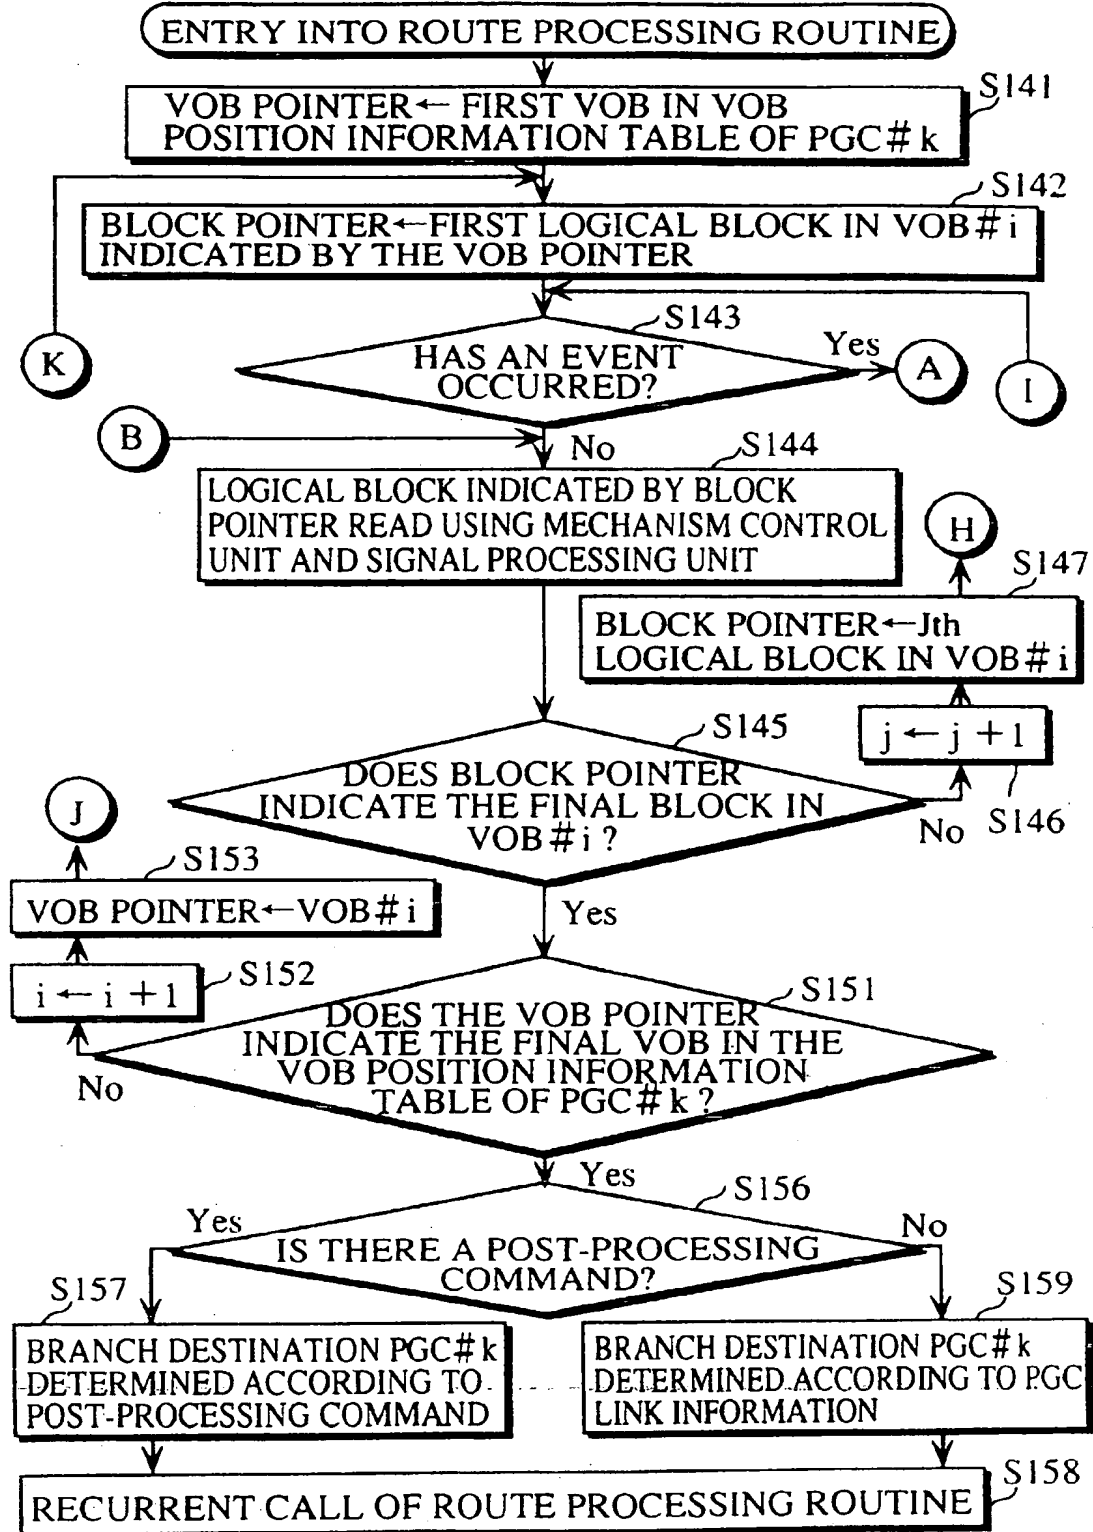 ENTRY INTO ROUTE PROCESSING ROUTINE
S141
VOB POINTER← FIRST VOB IN VOB
POSITION INFORMATION TABLE OF PGC# k
S142
BLOCK POINTER←FIRST LOGICAL BLOCK IN VOB# i
INDICATED BY THE VOB POINTER
S143
HAS AN EVENT
OCCURRED?
Yes
A
K
I
B
No
S144
LOGICAL BLOCK INDICATED BY BLOCK
POINTER READ USING MECHANISM CONTROL
UNIT AND SIGNAL PROCESSING UNIT
H
S147
BLOCK POINTER←Jth
LOGICAL BLOCK IN VOB# i
j ← j +1
S146
S145
DOES BLOCK POINTER
INDICATE THE FINAL BLOCK IN
VOB# i ?
No
Yes
J
S153
VOB POINTER←VOB# i
S152
i ← i +1
S151
DOES THE VOB POINTER
INDICATE THE FINAL VOB IN THE
VOB POSITION INFORMATION
TABLE OF PGC# k ?
No
Yes
S156
IS THERE A POST-PROCESSING
COMMAND?
Yes
No
S157
BRANCH DESTINATION PGC# k
DETERMINED ACCORDING TO
POST-PROCESSING COMMAND
S159
BRANCH DESTINATION PGC# k
DETERMINED ACCORDING TO PGC
LINK INFORMATION
S158
RECURRENT CALL OF ROUTE PROCESSING ROUTINE